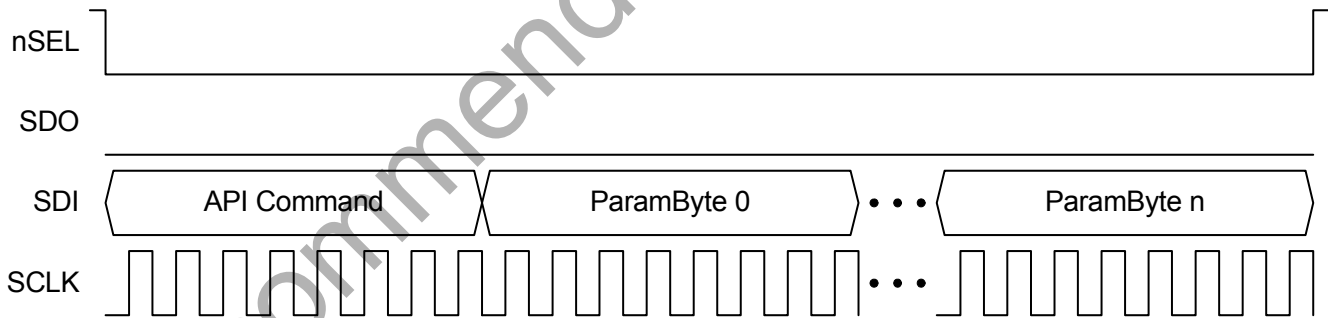 nSEL
SDO
SDI API Command ParamByte 0 • • • ParamByte n
SCLK • • •